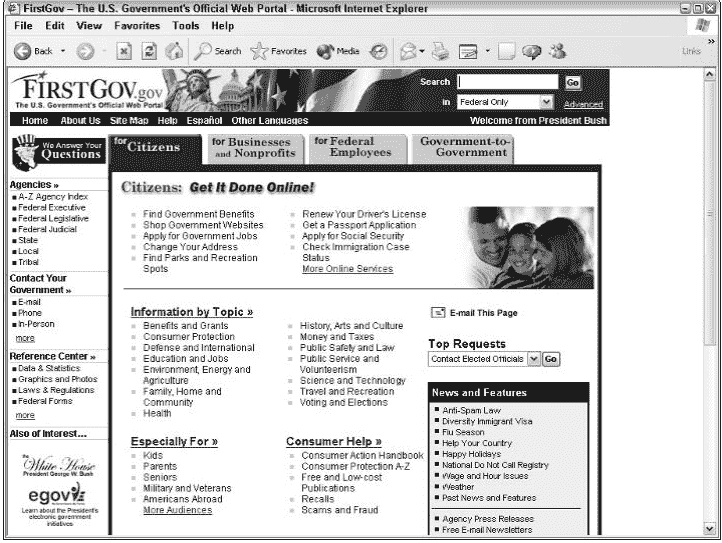 FirstGov – The U.S. Government's Official Web Portal - Microsoft Internet Explorer
File Edit View Favorites Tools Help
Back Search Favorites Media Links
FIRSTGOV.gov
The U.S. Government's Official Web Portal
Search Go
in Federal Only Advanced
Home About Us Site Map Help Español Other Languages Welcome from President Bush
We Answer Your
Questions
for Citizens
for Businesses
and Nonprofits
for Federal
Employees
Government-to-
Government
Agencies »
A-Z Agency Index
Federal Executive
Federal Legislative
Federal Judicial
State
Local
Tribal
Contact Your
Government »
E-mail
Phone
In-Person
more
Reference Center »
Data & Statistics
Graphics and Photos
Laws & Regulations
Federal Forms
more
Also of Interest...
the
White House
President George W. Bush
egov
Learn about the President's
electronic government
initiatives
Citizens: Get It Done Online!
Find Government Benefits
Shop Government Websites
Apply for Government Jobs
Change Your Address
Find Parks and Recreation
Spots
Renew Your Driver's License
Get a Passport Application
Apply for Social Security
Check Immigration Case
Status
More Online Services
Information by Topic »
Benefits and Grants
Consumer Protection
Defense and International
Education and Jobs
Environment, Energy and
Agriculture
Family, Home and
Community
Health
History, Arts and Culture
Money and Taxes
Public Safety and Law
Public Service and
Volunteerism
Science and Technology
Travel and Recreation
Voting and Elections
Especially For »
Kids
Parents
Seniors
Military and Veterans
Americans Abroad
More Audiences
Consumer Help »
Consumer Action Handbook
Consumer Protection A-Z
Free and Low-cost
Publications
Recalls
Scams and Fraud
E-mail This Page
Top Requests
Contact Elected Officials Go
News and Features
Anti-Spam Law
Diversity Immigrant Visa
Flu Season
Help Your Country
Happy Holidays
National Do Not Call Registry
Wage and Hour Issues
Weather
Past News and Features
Agency Press Releases
Free E-mail Newsletters